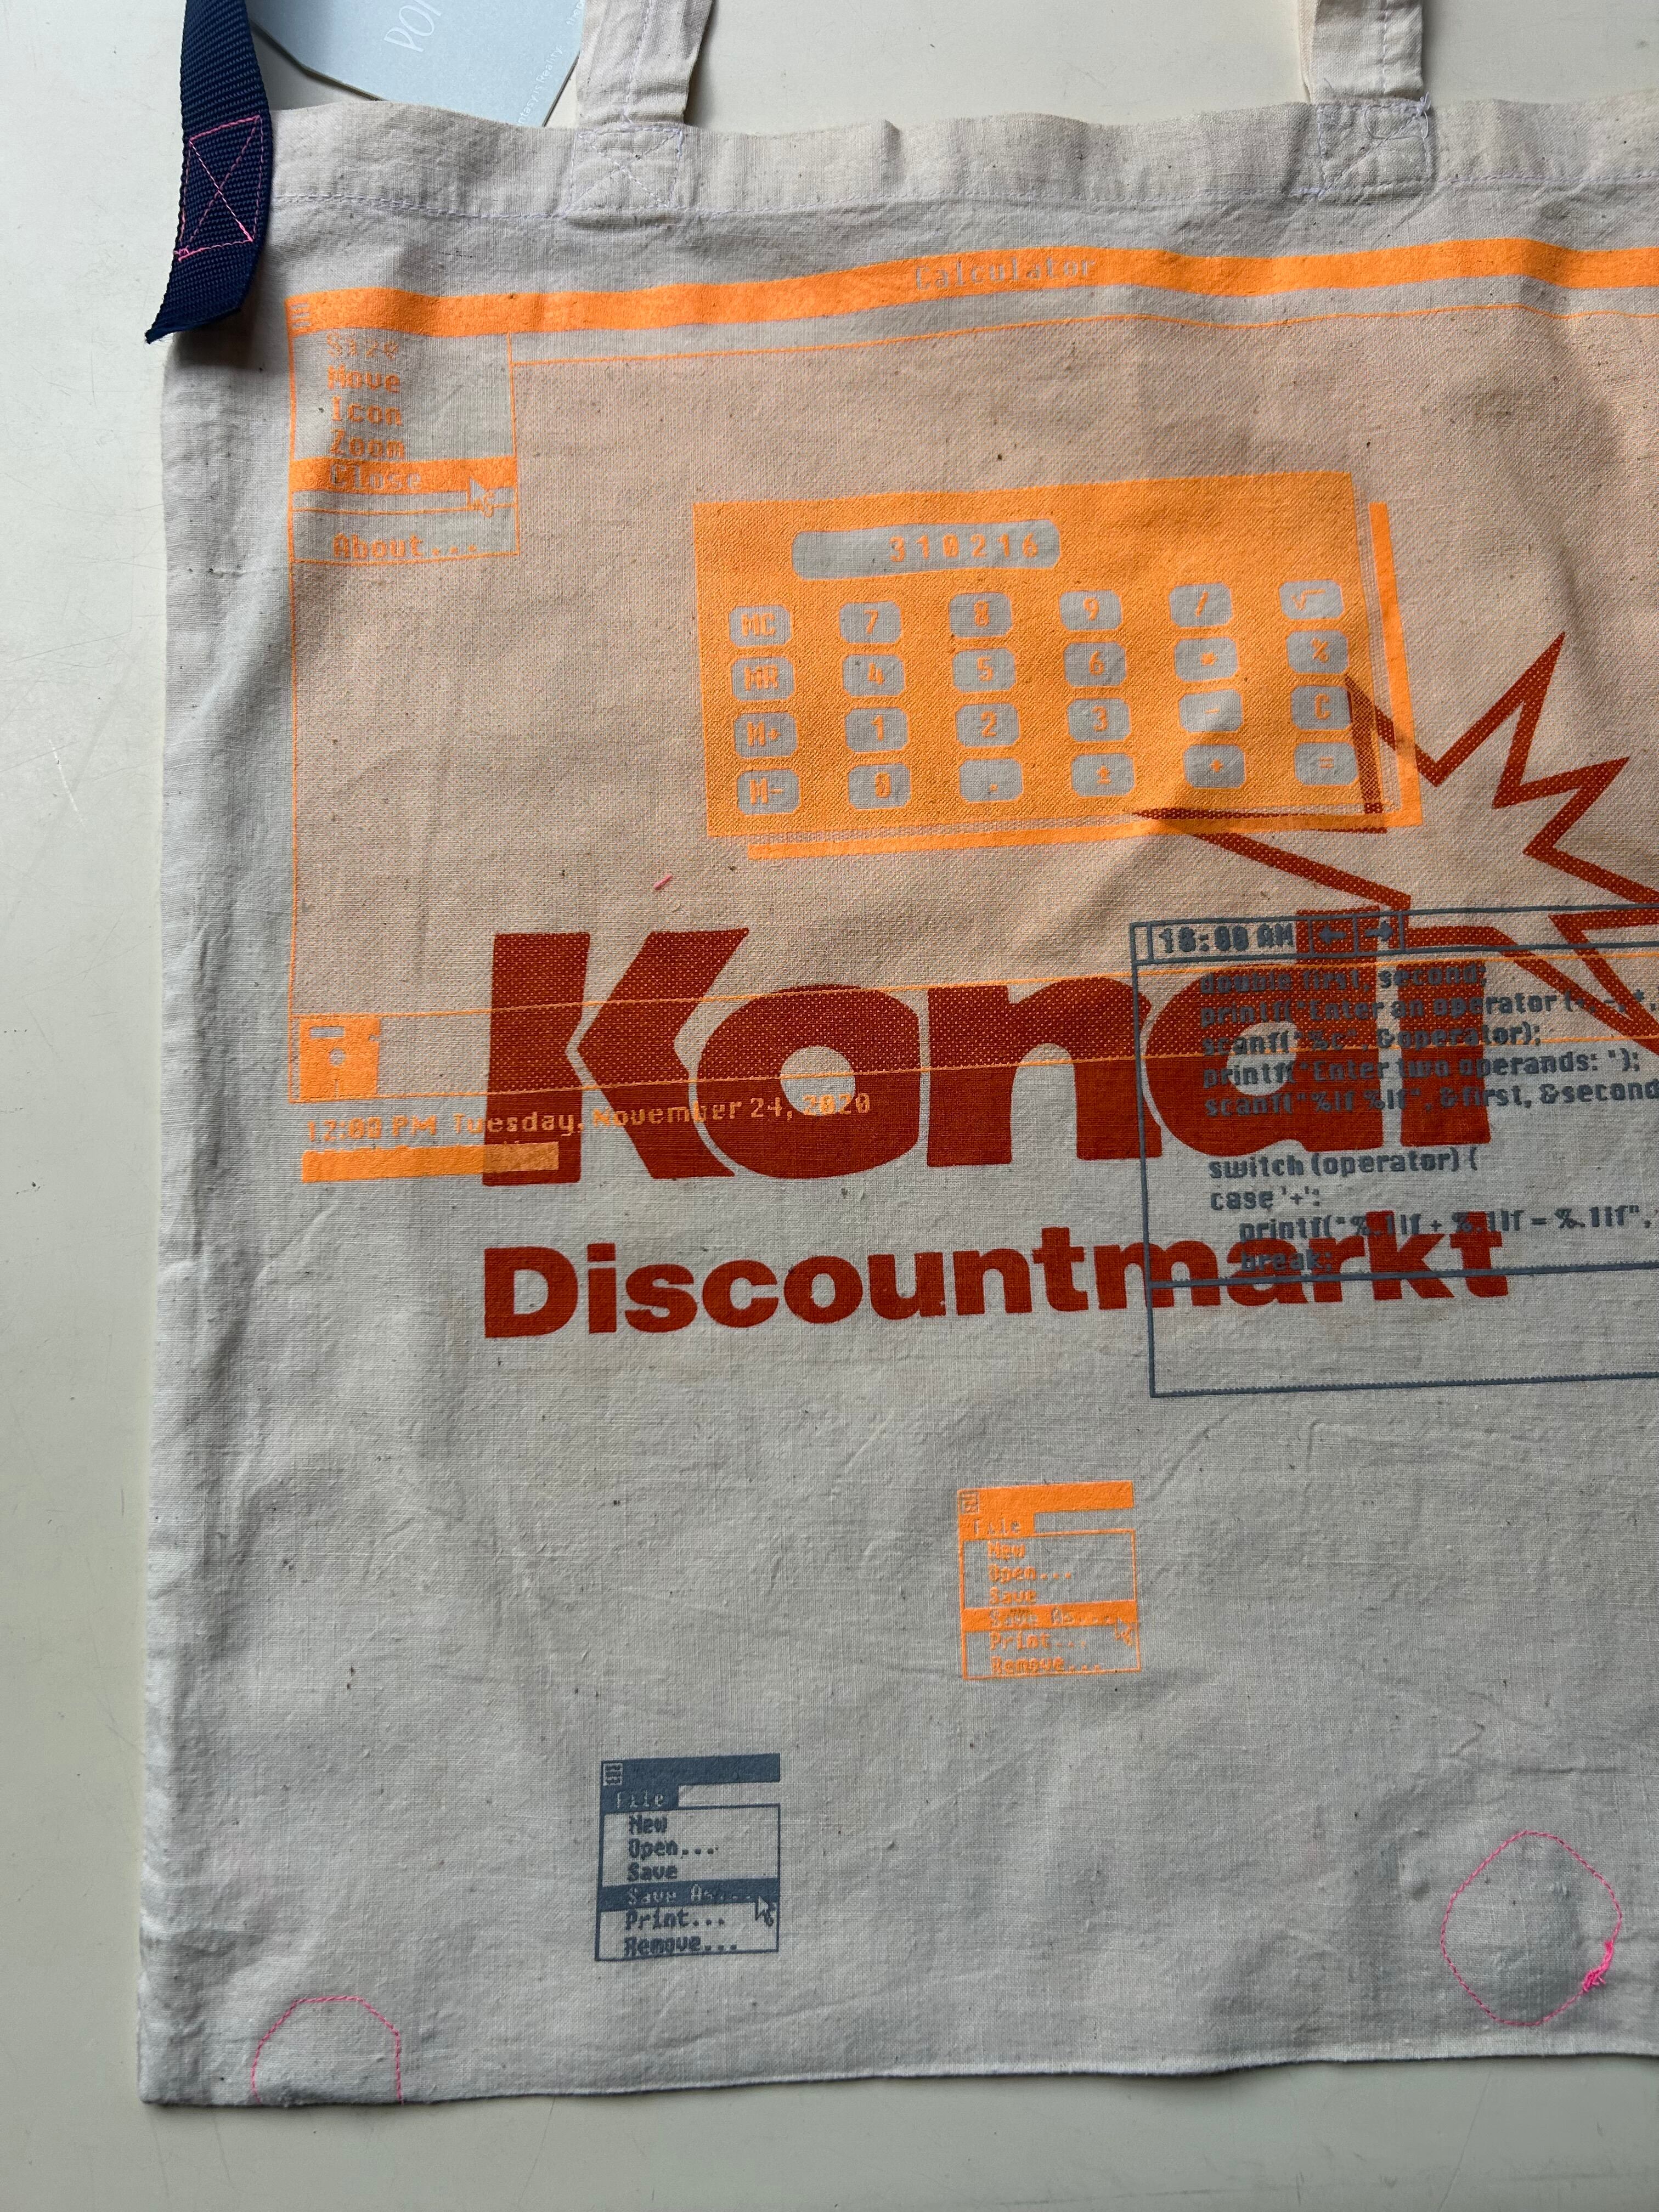 POP
Calculator
Size
Move
Icon
Zoom
Close
About...
310216
MC 7 8 9 / √
MR 4 5 6 * %
M+ 1 2 3 - C
M- 0 . ± + =
Kond
12:00 PM Tuesday, November 24, 2020
10:00 AM ← →
double first, second;
printf("Enter an operator (+, -, *,
scanf("%c", &operator);
printf("Enter two operands: ");
scanf("%lf %lf", &first, &second
switch (operator) {
case '+':
printf("%.1lf + %.1lf = %.1lf",
break;
Discountmarkt
File
New
Open...
Save
Save As...
Print...
Remove...
File
New
Open...
Save
Save As...
Print...
Remove...